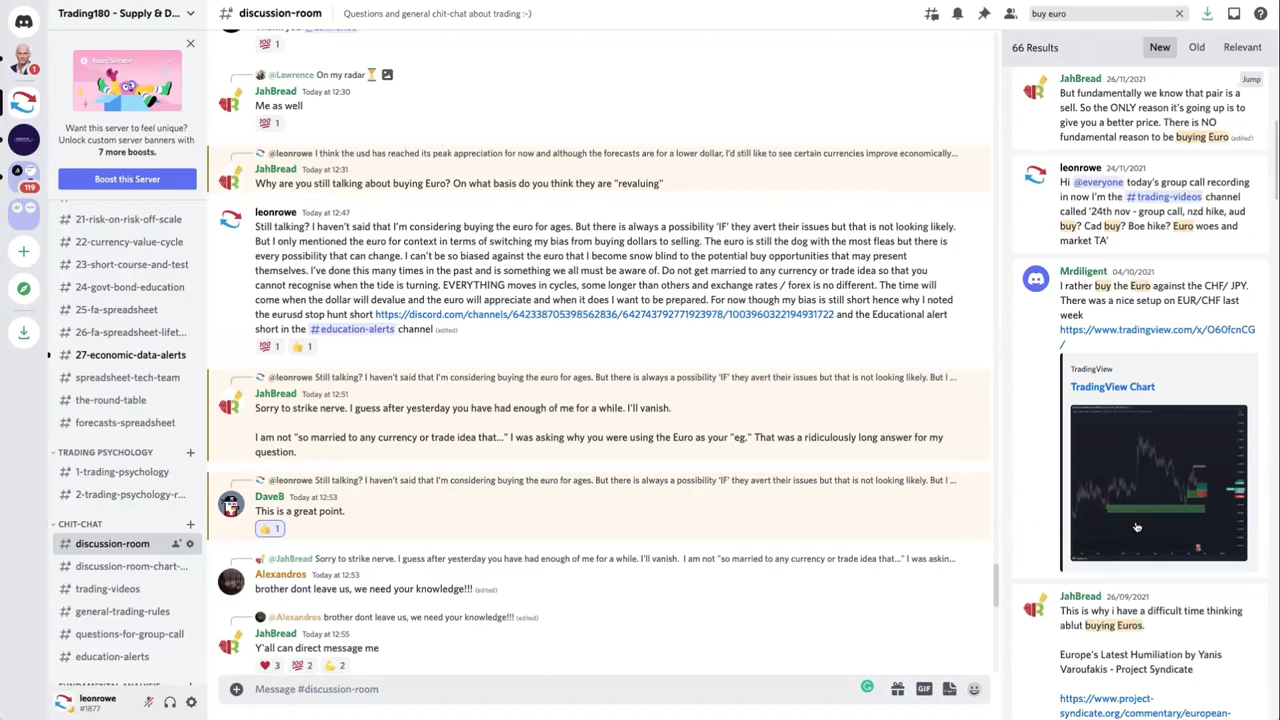 Trading180 - Supply & D...
discussion-room
Questions and general chit-chat about trading :-)
buy euro
Your Server
Want this server to feel unique?
Unlock custom server banners with
7 more boosts.
Boost this Server
119
21-risk-on-risk-off-scale
22-currency-value-cycle
23-short-course-and-test
24-govt-bond-education
25-fa-spreadsheet
26-fa-spreadsheet-lifet...
27-economic-data-alerts
spreadsheet-tech-team
the-round-table
forecasts-spreadsheet
TRADING PSYCHOLOGY
1-trading-psychology
2-trading-psychology-r...
CHIT-CHAT
discussion-room
discussion-room-chart-...
trading-videos
general-trading-rules
questions-for-group-call
education-alerts
leonrowe
#1877
1
@Lawrence On my radar
JahBread Today at 12:30
Me as well
1
@leonrowe I think the usd has reached its peak appreciation for now and although the forecasts are for a lower dollar, I'd still like to see certain currencies improve economically...
JahBread Today at 12:31
Why are you still talking about buying Euro? On what basis do you think they are "revaluing"
leonrowe Today at 12:47
Still talking? I haven't said that I'm considering buying the euro for ages. But there is always a possibility 'IF' they avert their issues but that is not looking likely.
But I only mentioned the euro for context in terms of switching my bias from buying dollars to selling. The euro is still the dog with the most fleas but there is
every possibility that can change. I can't be so biased against the euro that I become snow blind to the potential buy opportunities that may present
themselves. I've done this many times in the past and is something we all must be aware of. Do not get married to any currency or trade idea so that you
cannot recognise when the tide is turning. EVERYTHING moves in cycles, some longer than others and exchange rates / forex is no different. The time will
come when the dollar will devalue and the euro will appreciate and when it does I want to be prepared. For now though my bias is still short hence why I noted
the eurusd stop hunt short https://discord.com/channels/642338705398562836/642743792771923978/1003960322194931722 and the Educational alert
short in the #education-alerts channel (edited)
1 1
@leonrowe Still talking? I haven't said that I'm considering buying the euro for ages. But there is always a possibility 'IF' they avert their issues but that is not looking likely. But I ...
JahBread Today at 12:51
Sorry to strike nerve. I guess after yesterday you have had enough of me for a while. I'll vanish.
I am not "so married to any currency or trade idea that..." I was asking why you were using the Euro as your "eg." That was a ridiculously long answer for my
question.
@leonrowe Still talking? I haven't said that I'm considering buying the euro for ages. But there is always a possibility 'IF' they avert their issues but that is not looking likely. But I ...
DaveB Today at 12:53
This is a great point.
1
@JahBread Sorry to strike nerve. I guess after yesterday you have had enough of me for a while. I'll vanish. I am not "so married to any currency or trade idea that..." I was askin...
Alexandros Today at 12:53
brother dont leave us, we need your knowledge!!! (edited)
@Alexandros brother dont leave us, we need your knowledge!!! (edited)
JahBread Today at 12:55
Y'all can direct message me
3 2 2
Message #discussion-room
GIF
66 Results
New
Old
Relevant
JahBread 26/11/2021
Jump
But fundamentally we know that pair is a
sell. So the ONLY reason it's going up is to
give you a better price. There is NO
fundamental reason to be buying Euro (edited)
leonrowe 24/11/2021
Hi @everyone today's group call recording
in now I'm the #trading-videos channel
called '24th nov - group call, nzd hike, aud
buy? Cad buy? Boe hike? Euro woes and
market TA'
Mrdiligent 04/10/2021
I rather buy the Euro against the CHF/ JPY.
There was a nice setup on EUR/CHF last
week
https://www.tradingview.com/x/O60fcnCG
/
TradingView
TradingView Chart
JahBread 26/09/2021
This is why i have a difficult time thinking
ablut buying Euros.
Europe's Latest Humiliation by Yanis
Varoufakis - Project Syndicate
https://www.project-
syndicate.org/commentary/european-